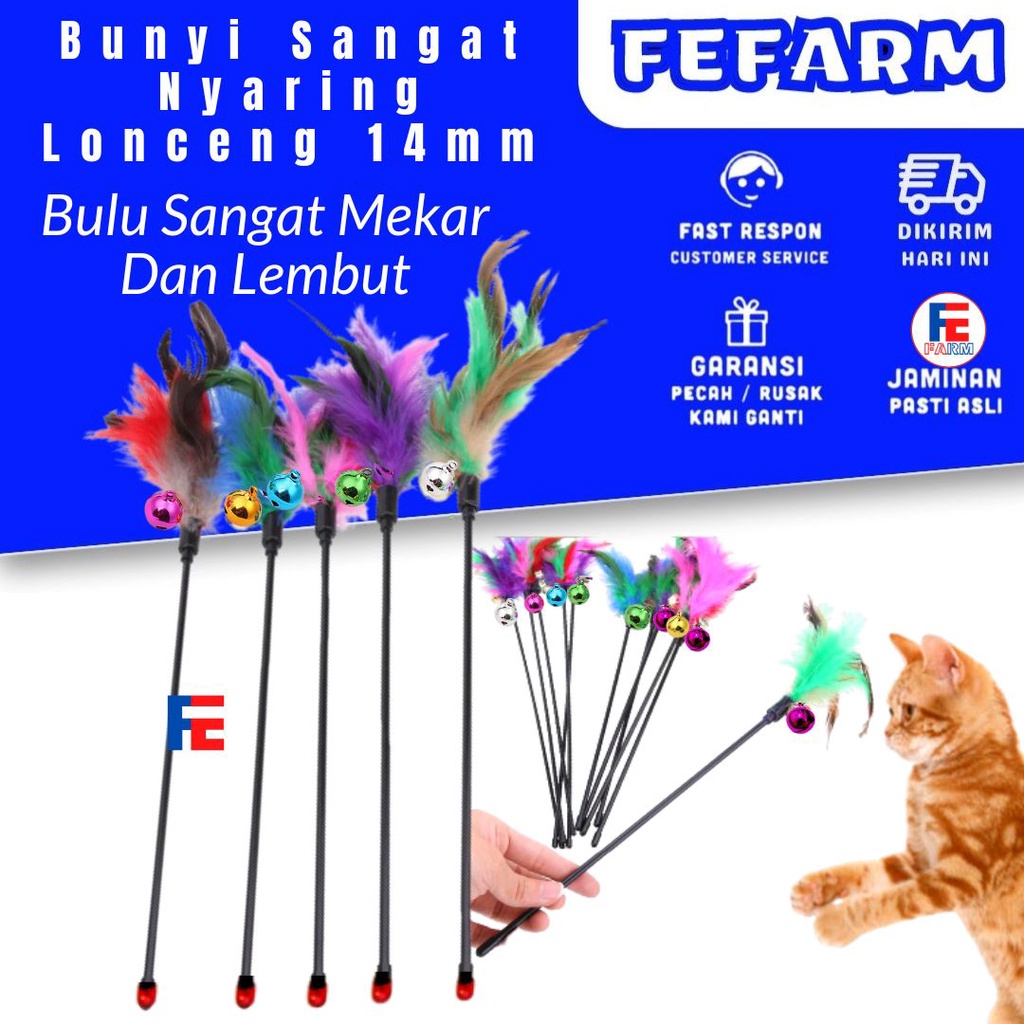 Bunyi Sangat
Nyaring
Lonceng 14mm
Bulu Sangat Mekar
Dan Lembut
FEFARM
FAST RESPON
CUSTOMER SERVICE
DIKIRIM
HARI INI
GARANSI
PECAH / RUSAK
KAMI GANTI
FE
FARM
JAMINAN
PASTI ASLI
FE